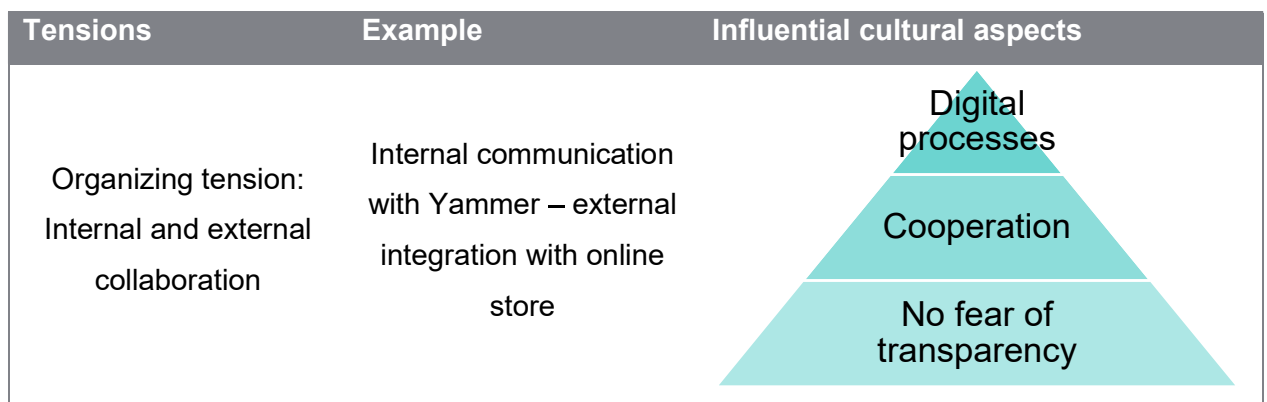 Tensions Example Influential cultural aspects
Organizing tension:
Internal and external
collaboration
Internal communication
with Yammer – external
integration with online
store
Digital
processes
Cooperation
No fear of
transparency